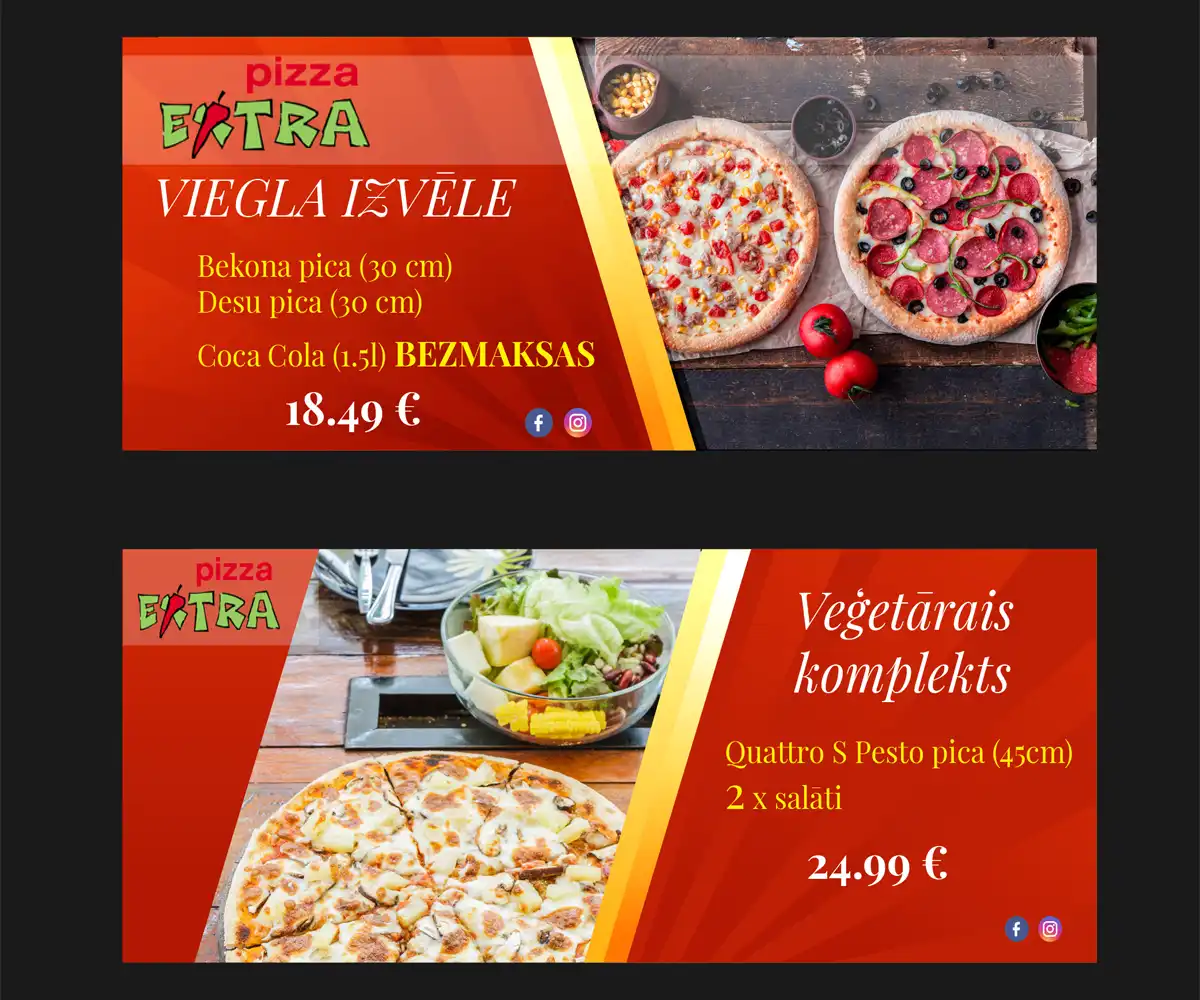 pizza
EXTRA
VIEGLA IZVĒLE
Bekona pica (30 cm)
Desu pica (30 cm)
Coca Cola (1.5l) BEZMAKSAS
18.49 €
pizza
EXTRA
Veģetārais
komplekts
Quattro S Pesto pica (45cm)
2 x salāti
24.99 €